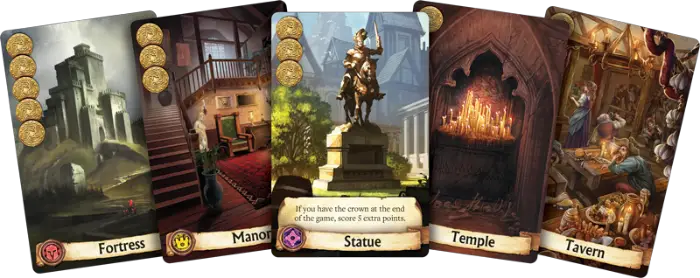 Fortress
Manor
If you have the crown at the end
of the game, score 5 extra points.
Statue
Temple
Tavern